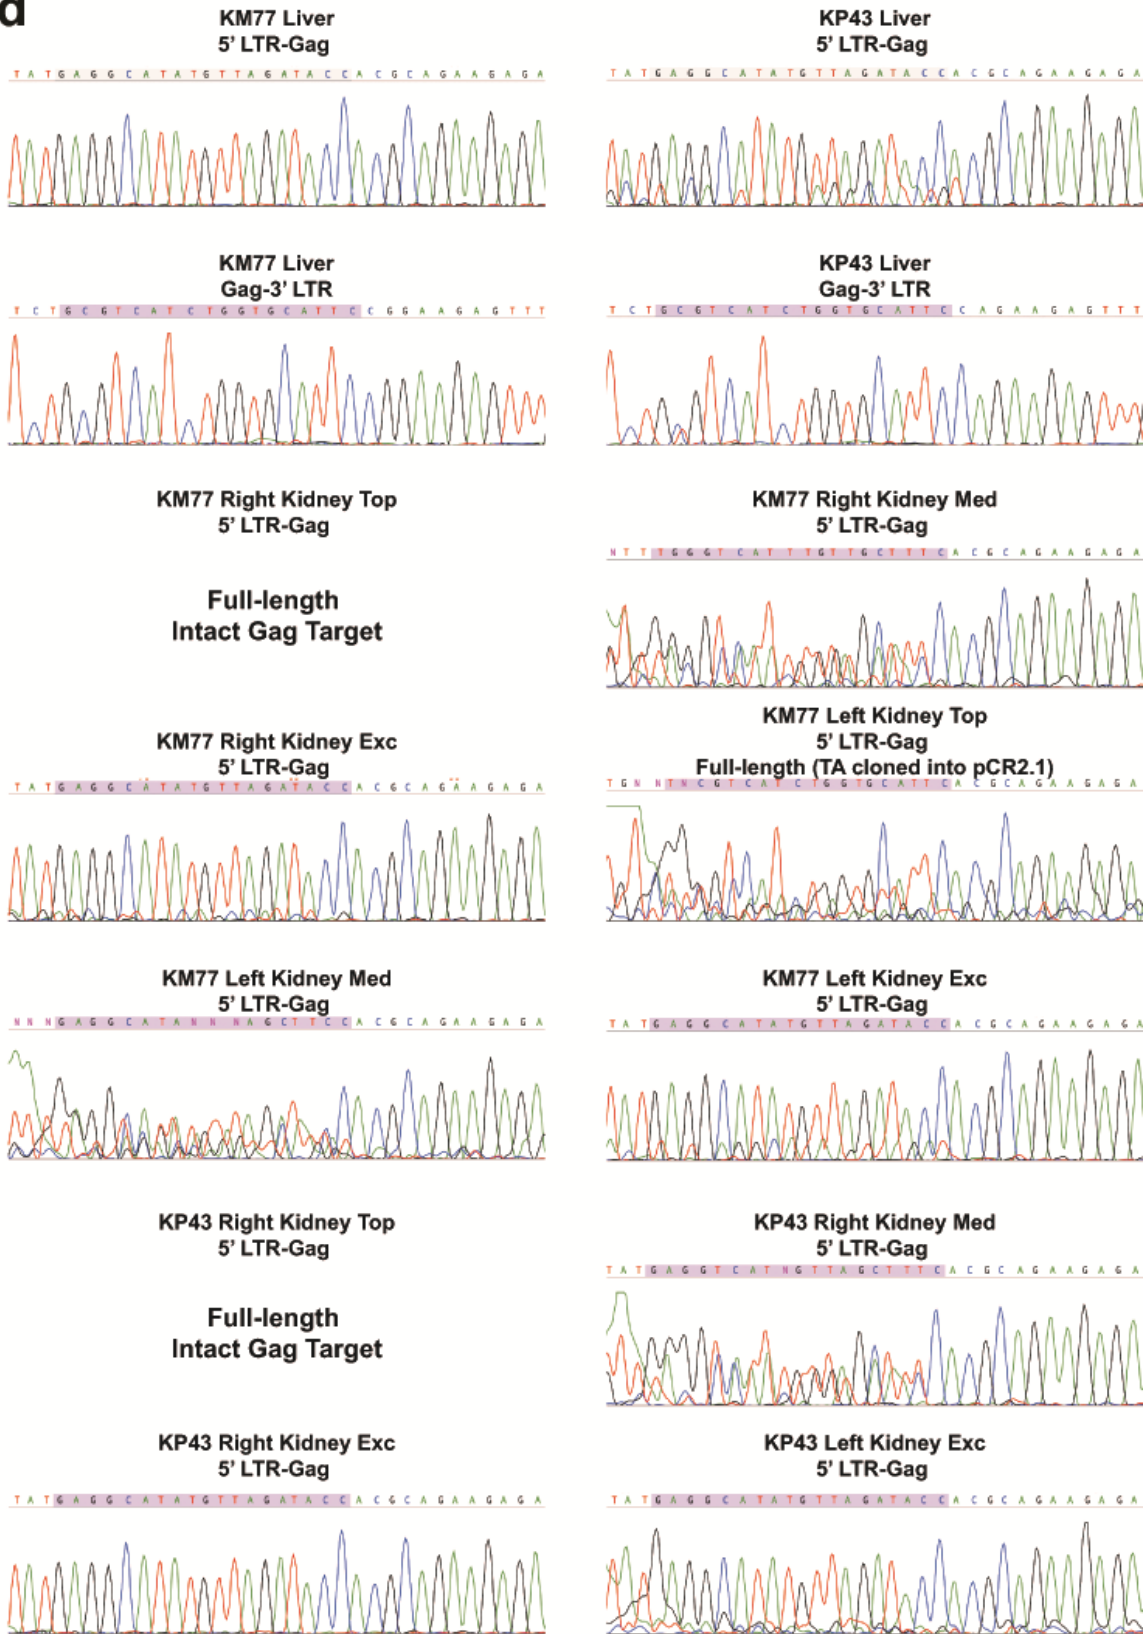 d
KM77 Liver
5' LTR-Gag
T A T G A G G C A T A T G T T A G A T A C C A C G C A G A A G A G A
KP43 Liver
5' LTR-Gag
T A T G A G G C A T A T G T T A G A T A C C A C G C A G A A G A G A
KM77 Liver
Gag-3' LTR
T C T G C G T C A T C T G G T G C A T T C C G G A A G A G T T T
KP43 Liver
Gag-3' LTR
T C T G C G T C A T C T G G T G C A T T C C A G A A G A G T T T
KM77 Right Kidney Top
5' LTR-Gag
Full-length
Intact Gag Target
KM77 Right Kidney Med
5' LTR-Gag
N T T T G G G T C A T T T G T T G C T T T C A C G C A G A A G A G A
KM77 Right Kidney Exc
5' LTR-Gag
T A T G A G G C A T A T G T T A G A T A C C A C G C A G A A G A G A
KM77 Left Kidney Top
5' LTR-Gag
Full-length (TA cloned into pCR2.1)
T G N N T N C G T C A T C T G G T G C A T T C A C G C A G A A G A G A
KM77 Left Kidney Med
5' LTR-Gag
N N N G A G G C A T A N N N A G C T T C C A C G C A G A A G A G A
KM77 Left Kidney Exc
5' LTR-Gag
T A T G A G G C A T A T G T T A G A T A C C A C G C A G A A G A G A
KP43 Right Kidney Top
5' LTR-Gag
Full-length
Intact Gag Target
KP43 Right Kidney Med
5' LTR-Gag
T A T G A G G T C A T N G T T A G C T T T C A C G C A G A A G A G A
KP43 Right Kidney Exc
5' LTR-Gag
T A T G A G G C A T A T G T T A G A T A C C A C G C A G A A G A G A
KP43 Left Kidney Exc
5' LTR-Gag
T A T G A G G C A T A T G T T A G A T A C C A C G C A G A A G A G A